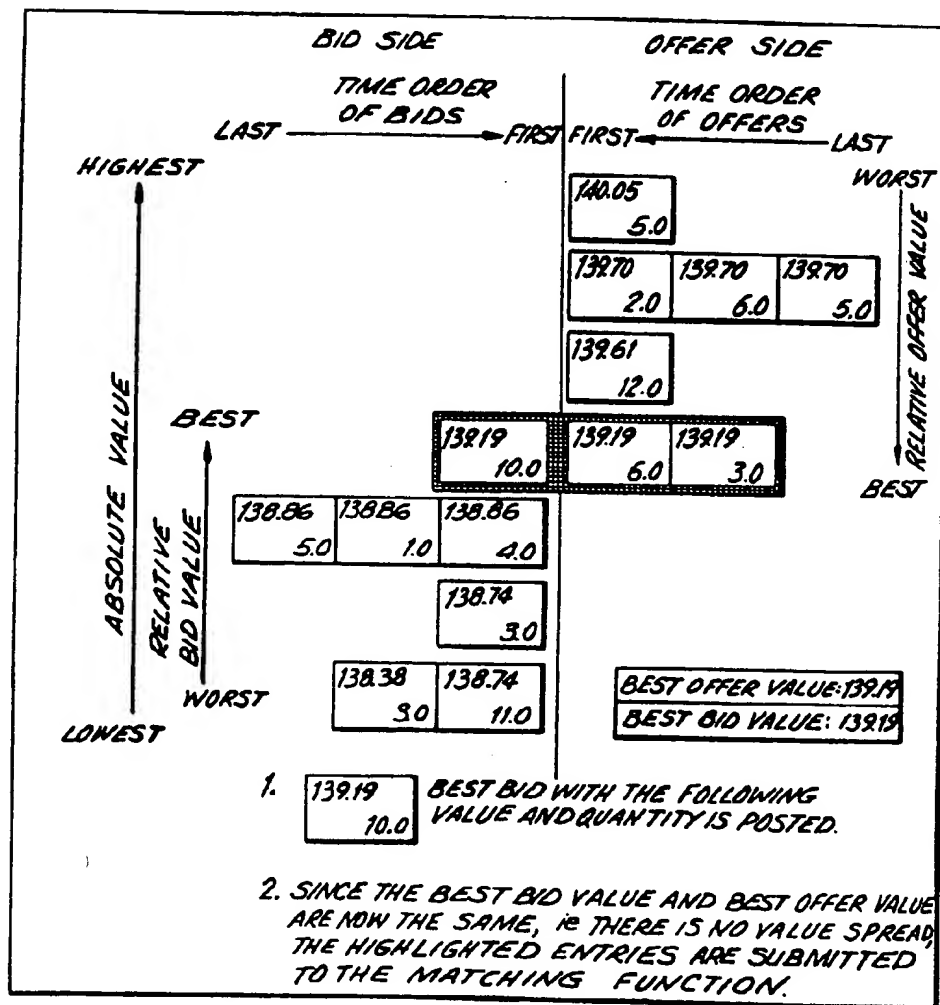 BID SIDE
OFFER SIDE
TIME ORDER
OF BIDS
TIME ORDER
OF OFFERS
LAST
FIRST
FIRST
LAST
HIGHEST
WORST
140.05
5.0
139.70
139.70
139.70
2.0
6.0
5.0
139.61
12.0
RELATIVE OFFER VALUE
ABSOLUTE VALUE
BEST
139.19
139.19
139.19
10.0
6.0
3.0
BEST
138.86
138.86
138.86
5.0
1.0
4.0
RELATIVE
BID VALUE
138.74
3.0
WORST
138.38
138.74
3.0
11.0
LOWEST
BEST OFFER VALUE: 139.19
BEST BID VALUE: 139.19
1.
139.19
10.0
BEST BID WITH THE FOLLOWING
VALUE AND QUANTITY IS POSTED.
2. SINCE THE BEST BID VALUE AND BEST OFFER VALUE
ARE NOW THE SAME, ie THERE IS NO VALUE SPREAD,
THE HIGHLIGHTED ENTRIES ARE SUBMITTED
TO THE MATCHING FUNCTION.